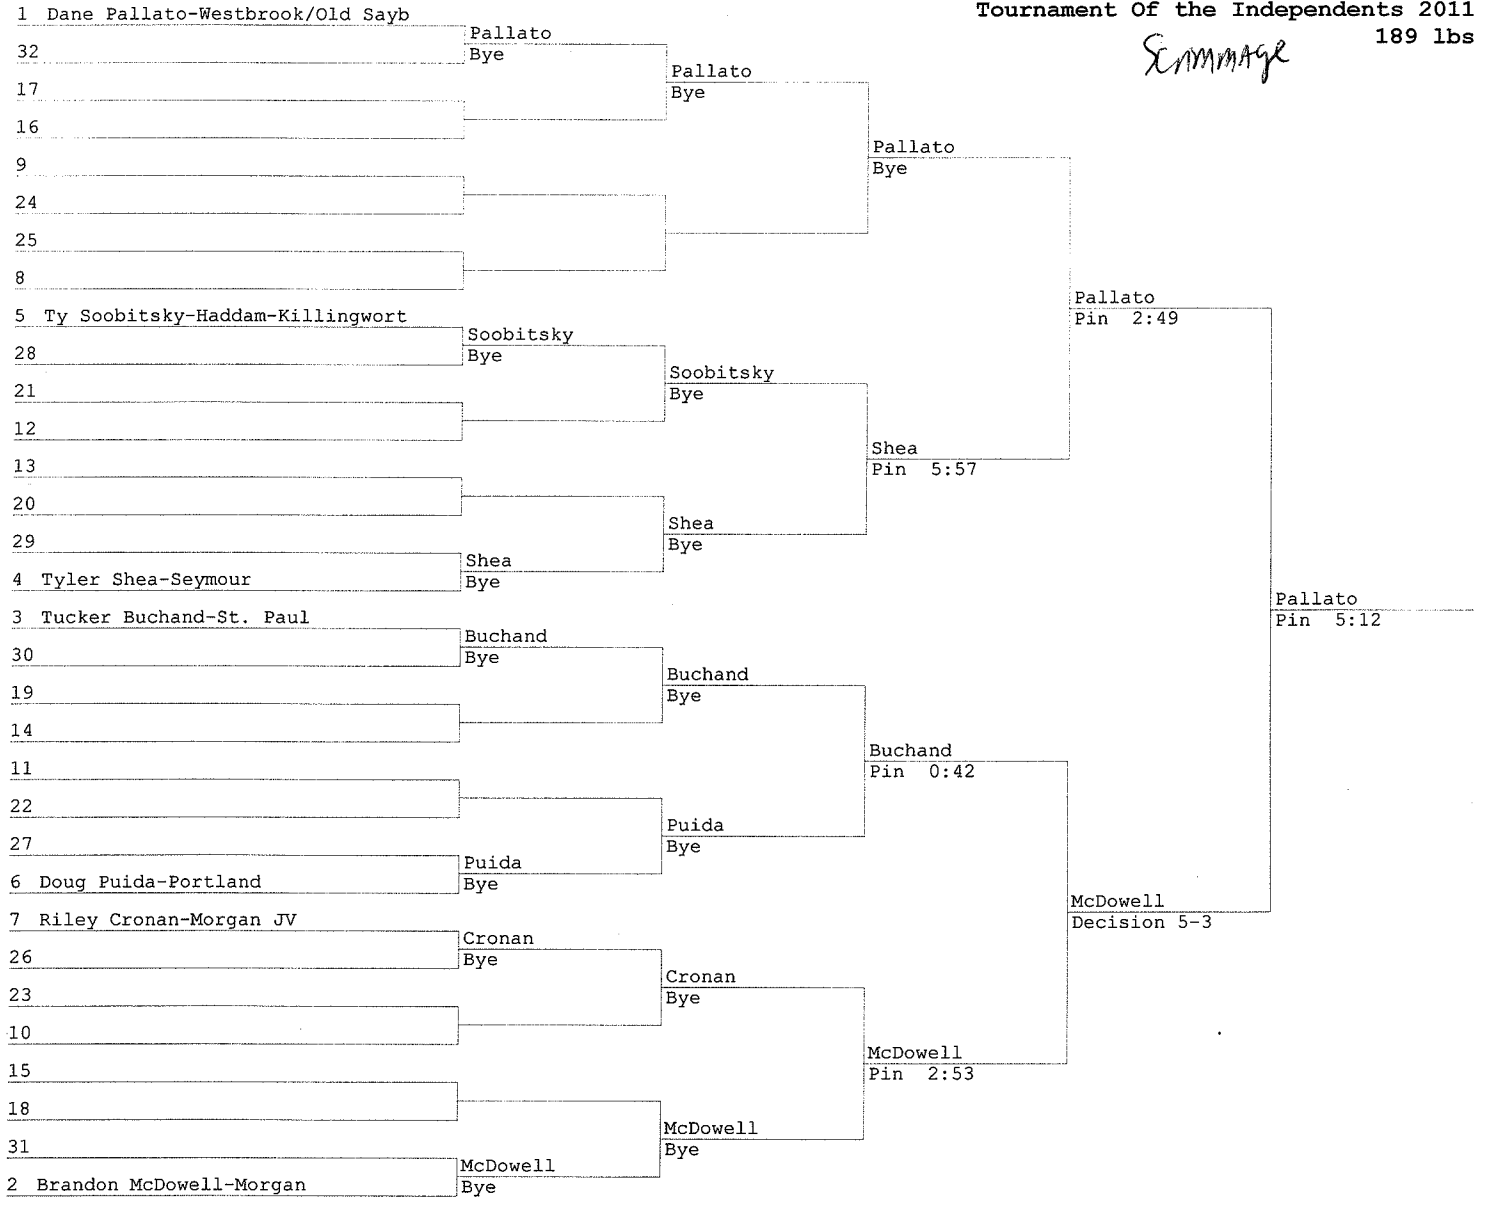 Tournament Of the Independents 2011
189 lbs
Scrimmage
1 Dane Pallato-Westbrook/Old Sayb
Pallato
32
Bye
Pallato
17
Bye
16
Pallato
9
Bye
24
25
8
Pallato
5 Ty Soobitsky-Haddam-Killingwort
Pin 2:49
Soobitsky
28
Bye
Soobitsky
21
Bye
12
Shea
13
Pin 5:57
20
Shea
29
Bye
Shea
4 Tyler Shea-Seymour
Bye
Pallato
3 Tucker Buchand-St. Paul
Pin 5:12
Buchand
30
Bye
Buchand
19
Bye
14
Buchand
11
Pin 0:42
22
Puida
27
Bye
Puida
6 Doug Puida-Portland
Bye
McDowell
7 Riley Cronan-Morgan JV
Decision 5-3
Cronan
26
Bye
Cronan
23
Bye
10
McDowell
15
Pin 2:53
18
McDowell
31
Bye
McDowell
2 Brandon McDowell-Morgan
Bye